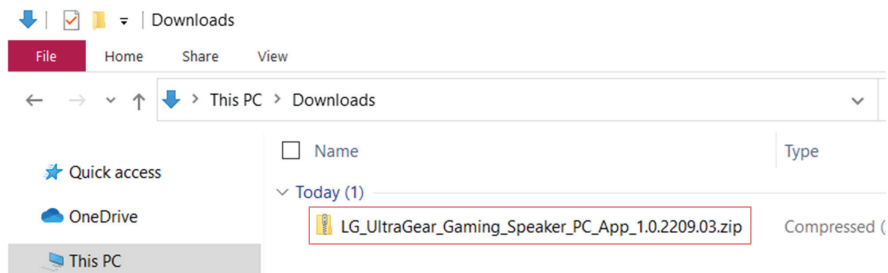 Downloads
File Home Share View
This PC > Downloads
Name Type
Quick access
Today (1)
OneDrive
LG_UltraGear_Gaming_Speaker_PC_App_1.0.2209.03.zip Compressed (
This PC